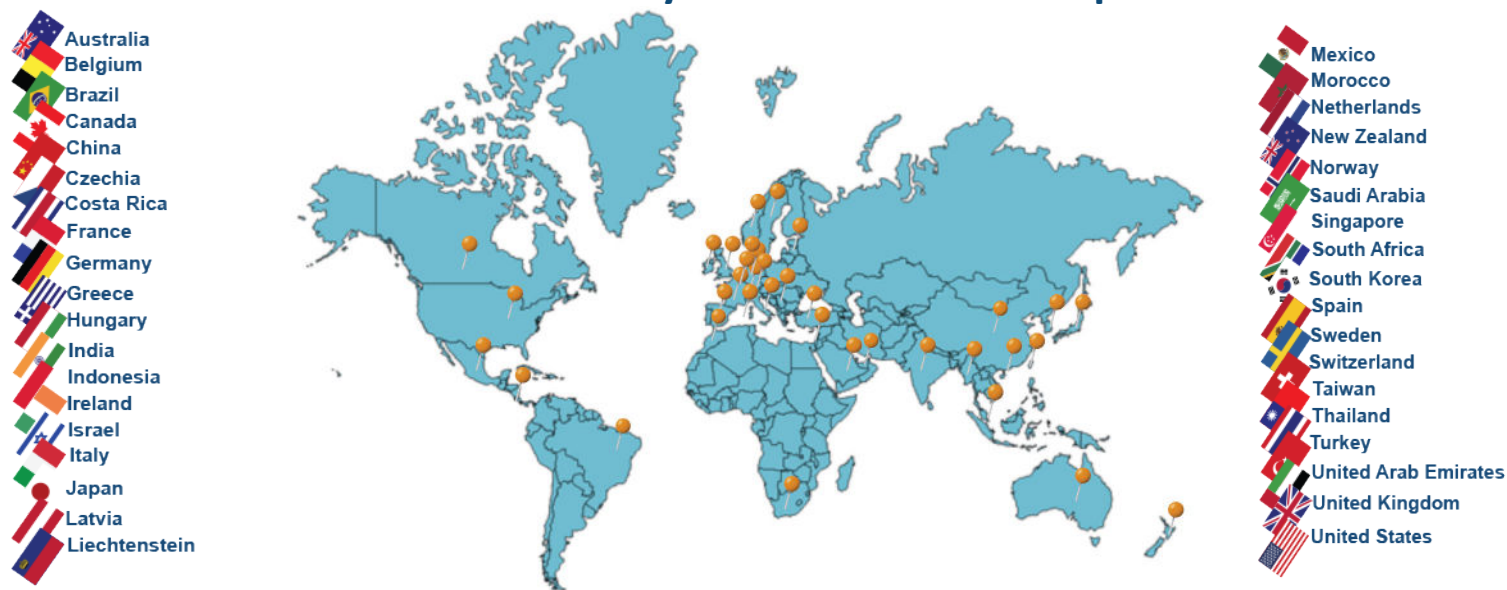 Australia
Belgium
Brazil
Canada
China
Czechia
Costa Rica
France
Germany
Greece
Hungary
India
Indonesia
Ireland
Israel
Italy
Japan
Latvia
Liechtenstein
Mexico
Morocco
Netherlands
New Zealand
Norway
Saudi Arabia
Singapore
South Africa
South Korea
Spain
Sweden
Switzerland
Taiwan
Thailand
Turkey
United Arab Emirates
United Kingdom
United States